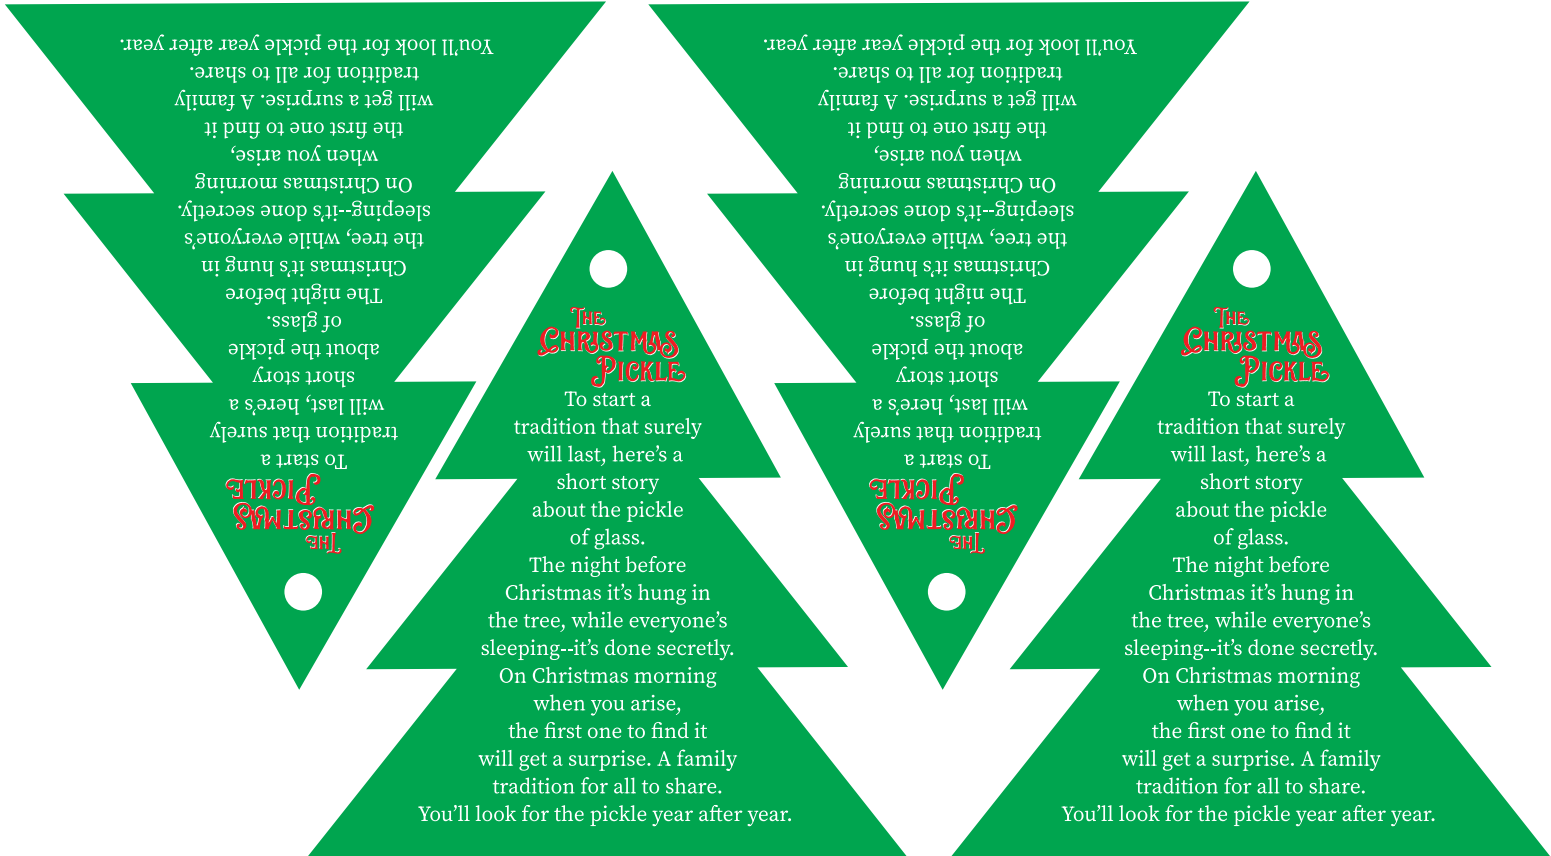 You'll look for the pickle year after year.
tradition for all to share.
will get a surprise. A family
the first one to find it
when you arise,
On Christmas morning
sleeping--it’s done secretly.
the tree, while everyone’s
Christmas it’s hung in
The night before
of glass.
about the pickle
short story
will last, here’s a
tradition that surely
To start a
PICKLE
CHRISTMAS
THE
You'll look for the pickle year after year.
tradition for all to share.
will get a surprise. A family
the first one to find it
when you arise,
On Christmas morning
sleeping--it’s done secretly.
the tree, while everyone’s
Christmas it’s hung in
The night before
of glass.
about the pickle
short story
will last, here’s a
tradition that surely
To start a
PICKLE
CHRISTMAS
THE
THE
CHRISTMAS
PICKLE
To start a
tradition that surely
will last, here’s a
short story
about the pickle
of glass.
The night before
Christmas it’s hung in
the tree, while everyone’s
sleeping--it’s done secretly.
On Christmas morning
when you arise,
the first one to find it
will get a surprise. A family
tradition for all to share.
You’ll look for the pickle year after year.
THE
CHRISTMAS
PICKLE
To start a
tradition that surely
will last, here’s a
short story
about the pickle
of glass.
The night before
Christmas it’s hung in
the tree, while everyone’s
sleeping--it’s done secretly.
On Christmas morning
when you arise,
the first one to find it
will get a surprise. A family
tradition for all to share.
You’ll look for the pickle year after year.